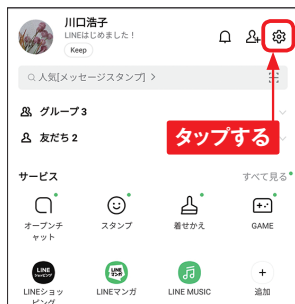 川口浩子
LINEはじめました！
Keep
人気[メッセージスタンプ] >
グループ 3
友だち 2
タップする
サービス
すべて見る
オープンチ
ャット
スタンプ
着せかえ
GAME
LINE
ショッピング
LINEショッ
ピング
LINE
マンガ
LINEマンガ
LINE MUSIC
追加